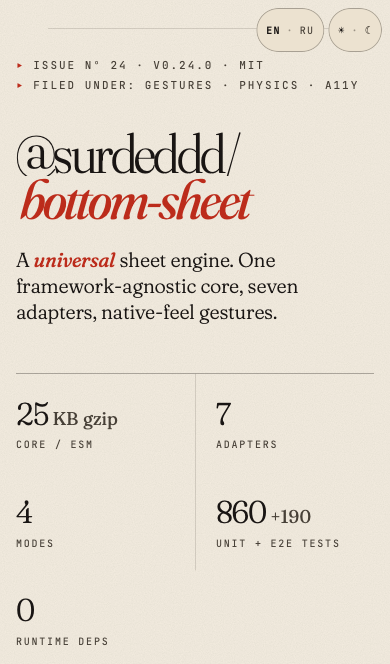 EN · RU
☀ · ☾
▸ ISSUE N° 24 · V0.24.0 · MIT
▸ FILED UNDER: GESTURES · PHYSICS · A11Y
@surdeddd/
bottom-sheet
A universal sheet engine. One
framework-agnostic core, seven
adapters, native-feel gestures.
25 KB gzip
CORE / ESM
7
ADAPTERS
4
MODES
860 +190
UNIT + E2E TESTS
0
RUNTIME DEPS